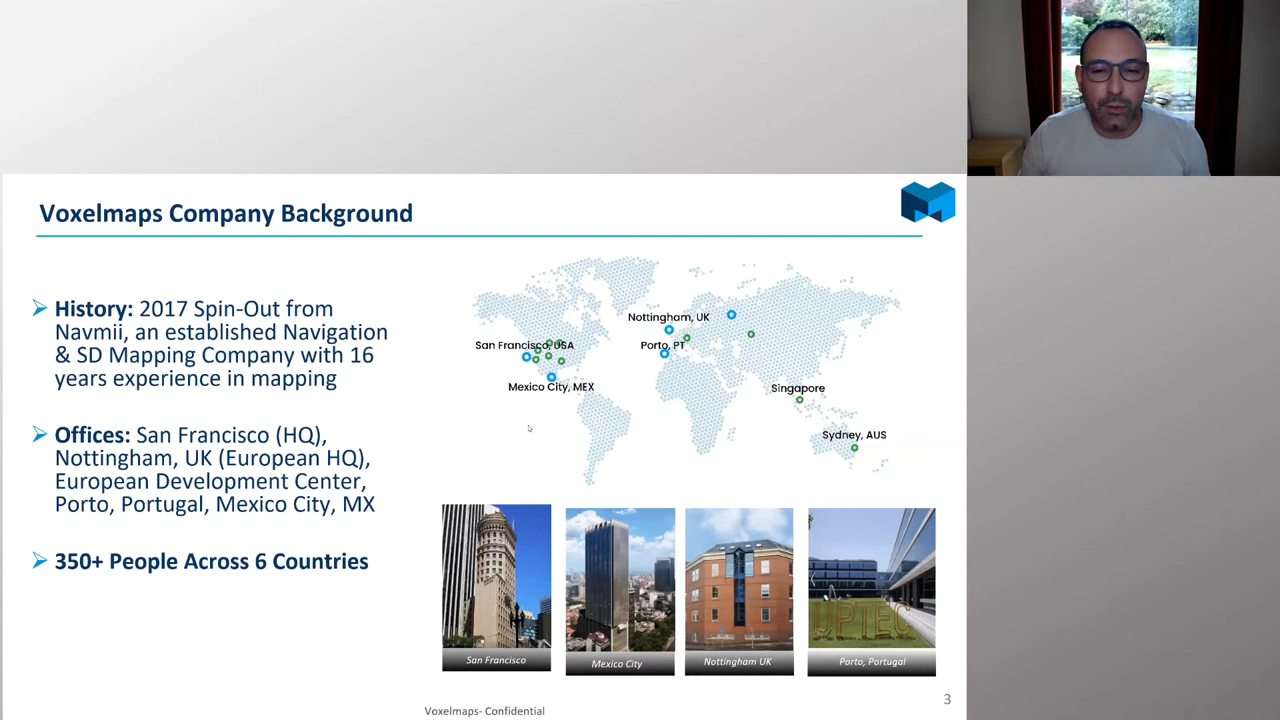 Voxelmaps Company Background
➢ History: 2017 Spin-Out from
Navmii, an established Navigation
& SD Mapping Company with 16
years experience in mapping
➢ Offices: San Francisco (HQ),
Nottingham, UK (European HQ),
European Development Center,
Porto, Portugal, Mexico City, MX
➢ 350+ People Across 6 Countries
Nottingham, UK
San Francisco, USA
Porto, PT
Mexico City, MEX
Singapore
Sydney, AUS
UPTEC
San Francisco
Mexico City
Nottingham UK
Porto, Portugal
Voxelmaps- Confidential
3